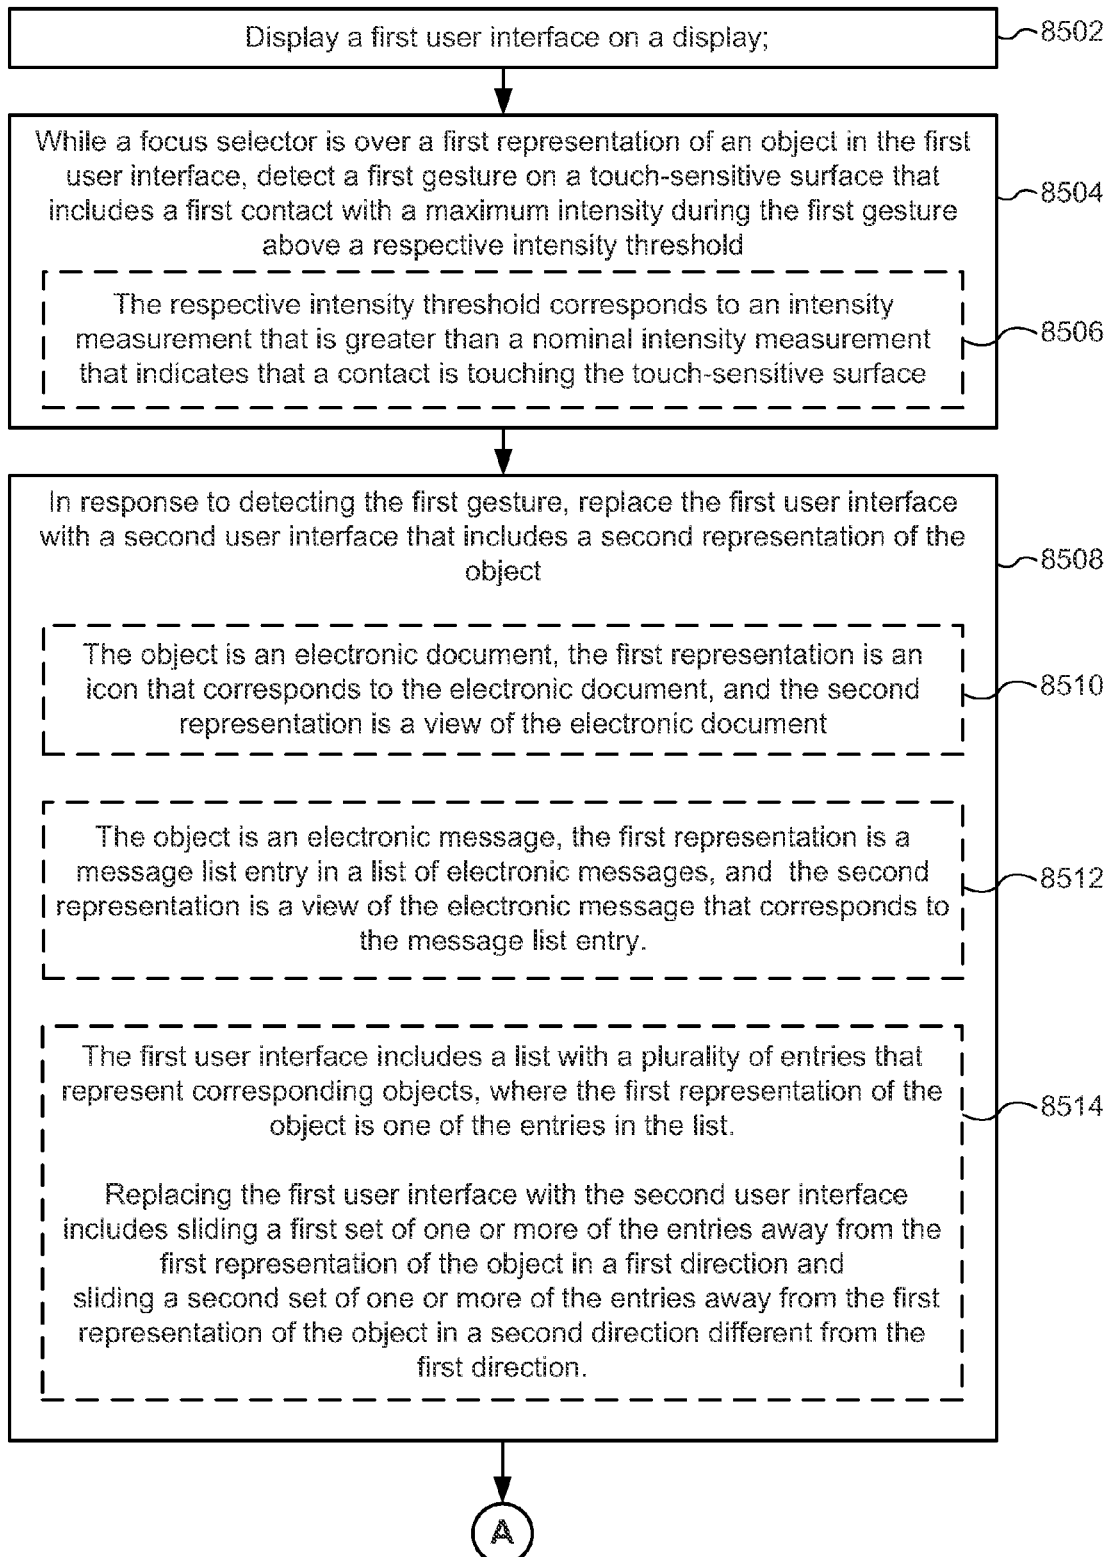 Display a first user interface on a display;
8502
While a focus selector is over a first representation of an object in the first
user interface, detect a first gesture on a touch-sensitive surface that
includes a first contact with a maximum intensity during the first gesture
above a respective intensity threshold
8504
The respective intensity threshold corresponds to an intensity
measurement that is greater than a nominal intensity measurement
that indicates that a contact is touching the touch-sensitive surface
8506
In response to detecting the first gesture, replace the first user interface
with a second user interface that includes a second representation of the
object
8508
The object is an electronic document, the first representation is an
icon that corresponds to the electronic document, and the second
representation is a view of the electronic document
8510
The object is an electronic message, the first representation is a
message list entry in a list of electronic messages, and  the second
representation is a view of the electronic message that corresponds to
the message list entry.
8512
The first user interface includes a list with a plurality of entries that
represent corresponding objects, where the first representation of the
object is one of the entries in the list.
8514
Replacing the first user interface with the second user interface
includes sliding a first set of one or more of the entries away from the
first representation of the object in a first direction and
sliding a second set of one or more of the entries away from the first
representation of the object in a second direction different from the
first direction.
A